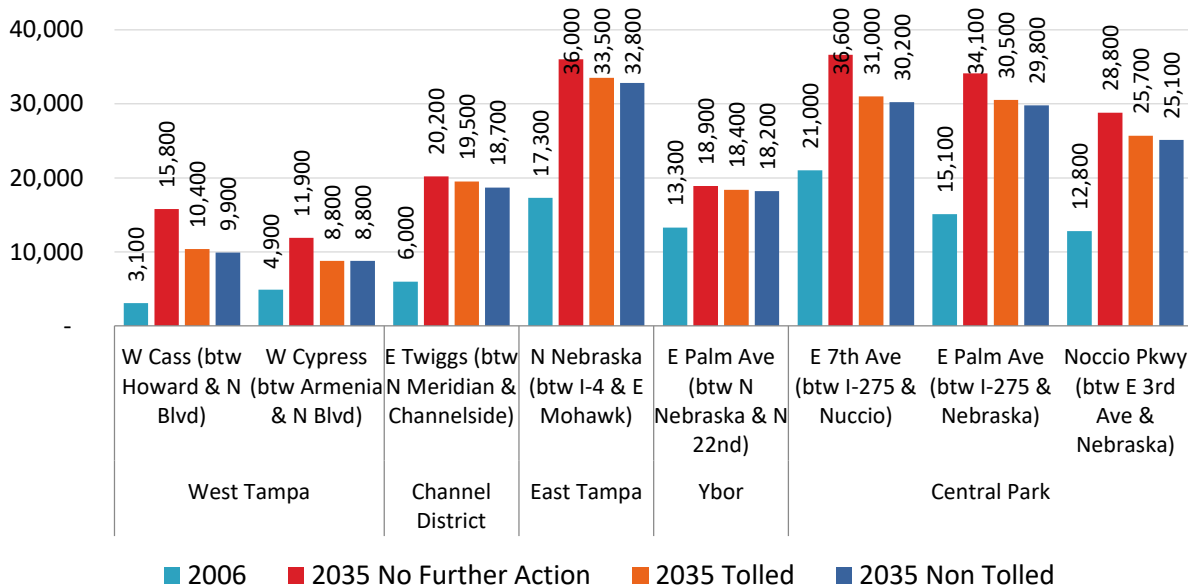 40,000
30,000
20,000
10,000
-
3,100
15,800
10,400
9,900
4,900
11,900
8,800
8,800
6,000
20,200
19,500
18,700
17,300
36,000
33,500
32,800
13,300
18,900
18,400
18,200
21,000
36,600
31,000
30,200
15,100
34,100
30,500
29,800
12,800
28,800
25,700
25,100
W Cass (btw
Howard & N
Blvd)
W Cypress
(btw Armenia
& N Blvd)
E Twiggs (btw
N Meridian &
Channelside)
N Nebraska
(btw I-4 & E
Mohawk)
E Palm Ave
(btw N
Nebraska & N
22nd)
E 7th Ave
(btw I-275 &
Nuccio)
E Palm Ave
(btw I-275 &
Nebraska)
Noccio Pkwy
(btw E 3rd
Ave &
Nebraska)
West Tampa
Channel
District
East Tampa
Ybor
Central Park
2006
2035 No Further Action
2035 Tolled
2035 Non Tolled